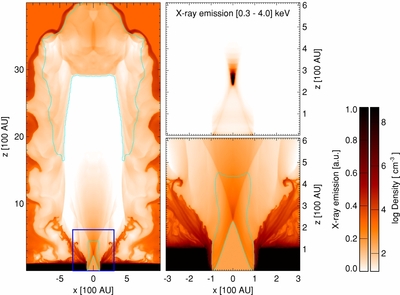 X-ray emission [0.3 - 4.0] keV
30
20
10
z [100 AU]
-5 0 5
x [100 AU]
6
5
4
3
2
1
z [100 AU]
6
5
4
3
2
1
z [100 AU]
-3 -2 -1 0 1 2 3
x [100 AU]
1.0
0.8
0.6
0.4
0.2
0.0
X-ray emission [a.u.]
8
6
4
2
log Density [ cm⁻³ ]